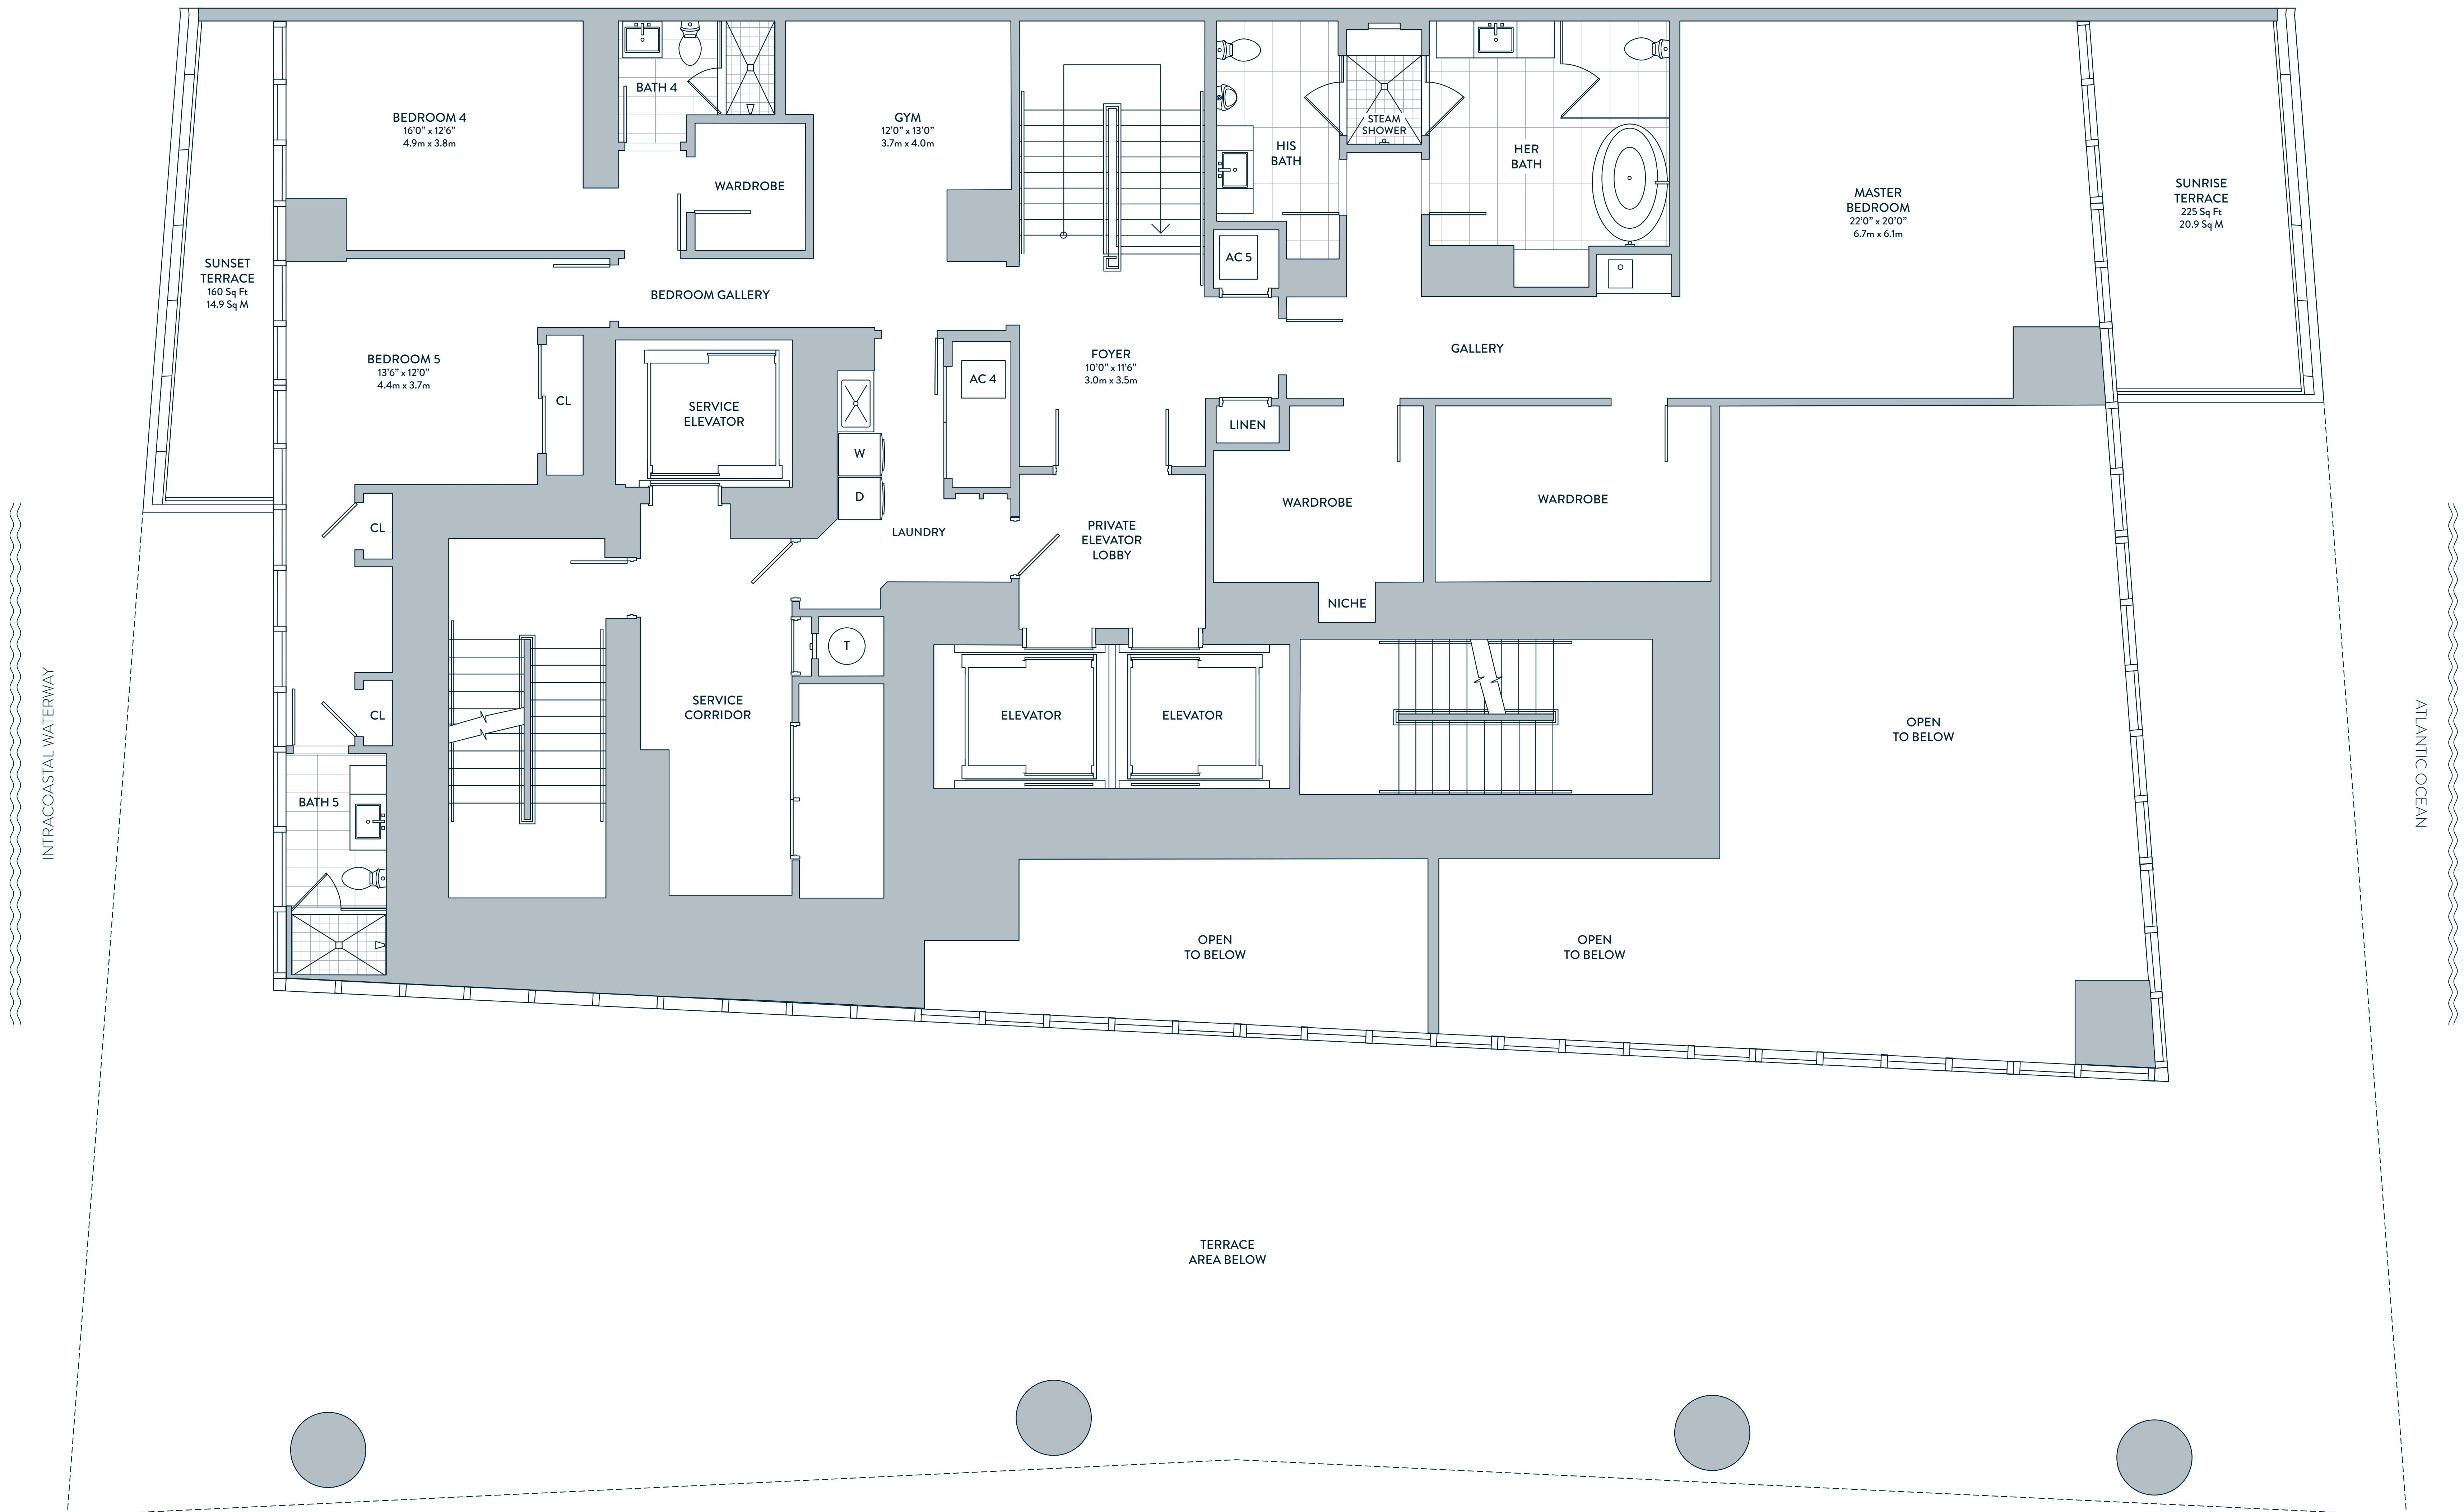 BEDROOM 4
16'0” x 12'6”
4.9m x 3.8m
BATH 4
WARDROBE
GYM
12'0” x 13'0”
3.7m x 4.0m
HIS
BATH
STEAM
SHOWER
HER
BATH
MASTER
BEDROOM
22'0” x 20'0”
6.7m x 6.1m
SUNRISE
TERRACE
225 Sq Ft
20.9 Sq M
SUNSET
TERRACE
160 Sq Ft
14.9 Sq M
BEDROOM GALLERY
AC 5
BEDROOM 5
13'6” x 12'0”
4.4m x 3.7m
CL
SERVICE
ELEVATOR
AC 4
FOYER
10'0” x 11'6”
3.0m x 3.5m
GALLERY
LINEN
W
D
LAUNDRY
CL
PRIVATE
ELEVATOR
LOBBY
WARDROBE
WARDROBE
NICHE
T
CL
SERVICE
CORRIDOR
ELEVATOR
ELEVATOR
OPEN
TO BELOW
INTRACOASTAL WATERWAY
ATLANTIC OCEAN
BATH 5
OPEN
TO BELOW
OPEN
TO BELOW
TERRACE
AREA BELOW